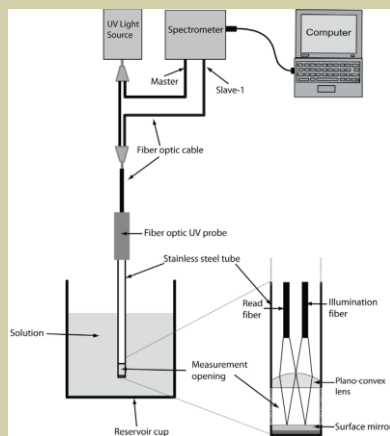 UV Light
Source
Spectrometer
Computer
Master
Slave-1
Fiber optic cable
Fiber optic UV probe
Stainless steel tube
Read
fiber
Illumination
fiber
Solution
Measurement
opening
Plano-convex
lens
Surface mirror
Reservoir cup